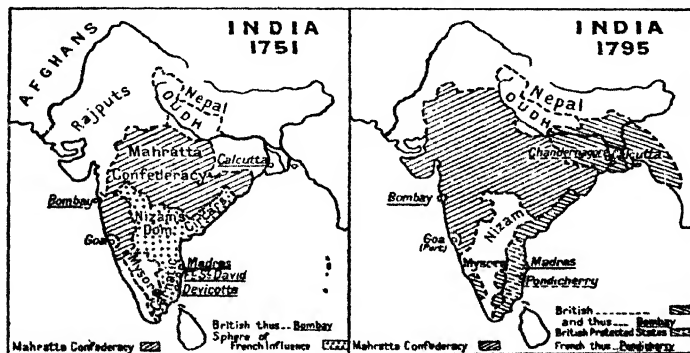 INDIA
1751
AFGHANS
Rajputs
Nepal
OUDH
Mahratta
Confederacy
Calcutta
Bombay
Nizam's
Dom.
Circars
Goa
Mysore
Madras
Ft St David
Devicotta
British thus.. Bombay
Sphere of
French Influence
Mahratta Confederacy
INDIA
1795
Nepal
OUDH
Chandernagore
Calcutta
Bombay
Nizam
Goa
(Port.)
Mysore
Madras
Pondicherry
British
and thus.. Bombay
British Protected States
Mahratta Confederacy
French thus.. Pondicherry